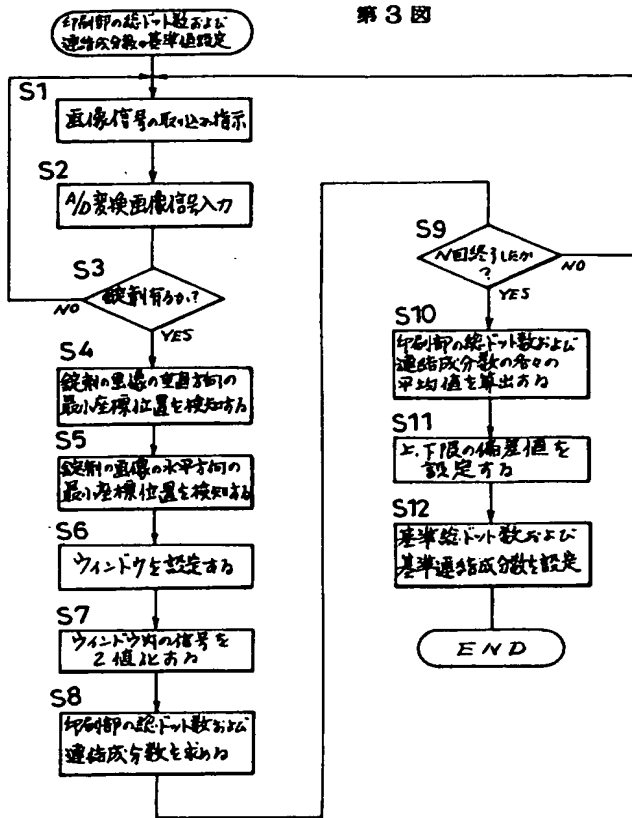 第3図
印刷部の総ドット数および
連結成分数の基準値設定
S1
画像信号の取り込み指示
S2
A/D変換画像信号入力
S3
錠剤有るか?
NO
YES
S4
錠剤の画像の垂直方向の
最小座標位置を検知する
S5
錠剤の画像の水平方向の
最小座標位置を検知する
S6
ウィンドウを設定する
S7
ウィンドウ内の信号を
2値化する
S8
印刷部の総ドット数および
連結成分数を求める
S9
N回終了したか
?
NO
YES
S10
印刷部の総ドット数および
連結成分数の各々の
平均値を算出する
S11
上.下限の偏差値を
設定する
S12
基準総ドット数および
基準連結成分数を設定
END